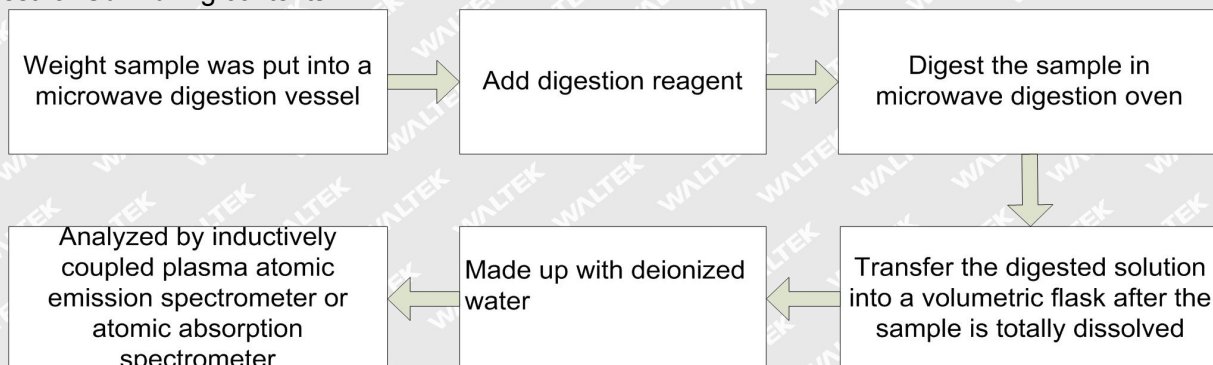 Weight sample was put into a
microwave digestion vessel
Add digestion reagent
Digest the sample in
microwave digestion oven
Transfer the digested solution
into a volumetric flask after the
sample is totally dissolved
Made up with deionized
water
Analyzed by inductively
coupled plasma atomic
emission spectrometer or
atomic absorption
spectrometer
WALTEK